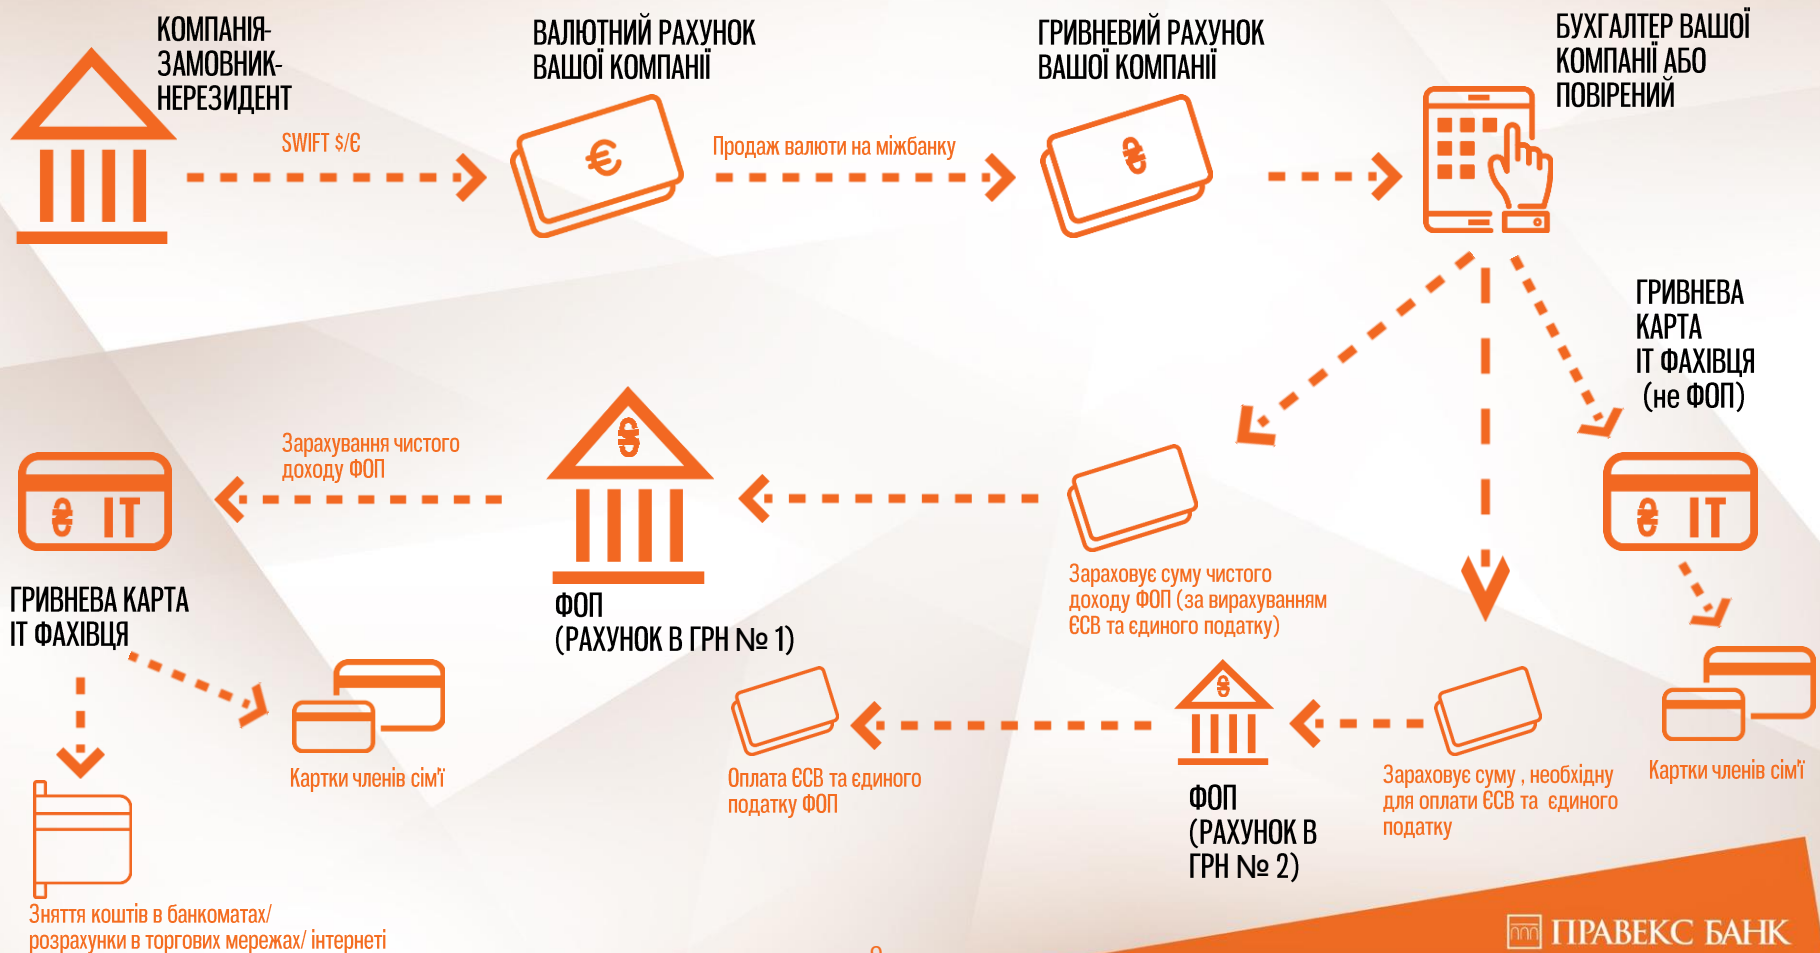 КОМПАНІЯ-
ЗАМОВНИК-
НЕРЕЗИДЕНТ
SWIFT $/Є
ВАЛЮТНИЙ РАХУНОК
ВАШОЇ КОМПАНІЇ
€
Продаж валюти на міжбанку
ГРИВНЕВИЙ РАХУНОК
ВАШОЇ КОМПАНІЇ
₴
БУХГАЛТЕР ВАШОЇ
КОМПАНІЇ АБО
ПОВІРЕНИЙ
ГРИВНЕВА
КАРТА
ІТ ФАХІВЦЯ
(не ФОП)
₴ ІТ
Картки членів сім'ї
Зараховує суму чистого
доходу ФОП (за вирахуванням
ЄСВ та єдиного податку)
₴
ФОП
(РАХУНОК В ГРН № 1)
Зарахування чистого
доходу ФОП
₴ ІТ
ГРИВНЕВА КАРТА
ІТ ФАХІВЦЯ
Картки членів сім'ї
Зняття коштів в банкоматах/
розрахунки в торгових мережах/ інтернеті
Зараховує суму , необхідну
для оплати ЄСВ та єдиного
податку
₴
ФОП
(РАХУНОК В
ГРН № 2)
Оплата ЄСВ та єдиного
податку ФОП
ПРАВЕКС БАНК